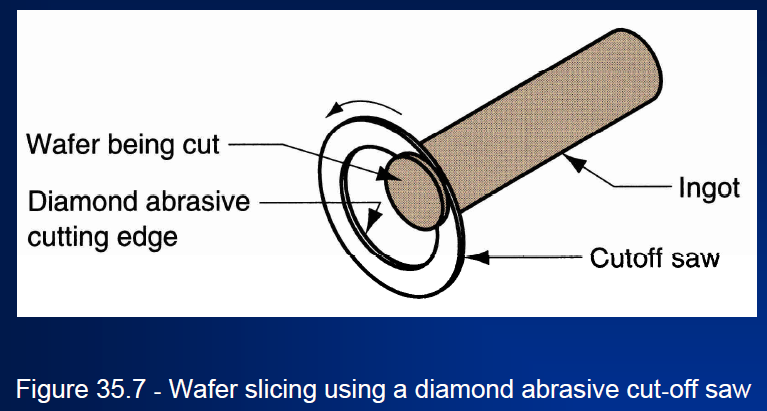 Wafer being cut
Diamond abrasive
cutting edge
Ingot
Cutoff saw
Figure 35.7 - Wafer slicing using a diamond abrasive cut-off saw